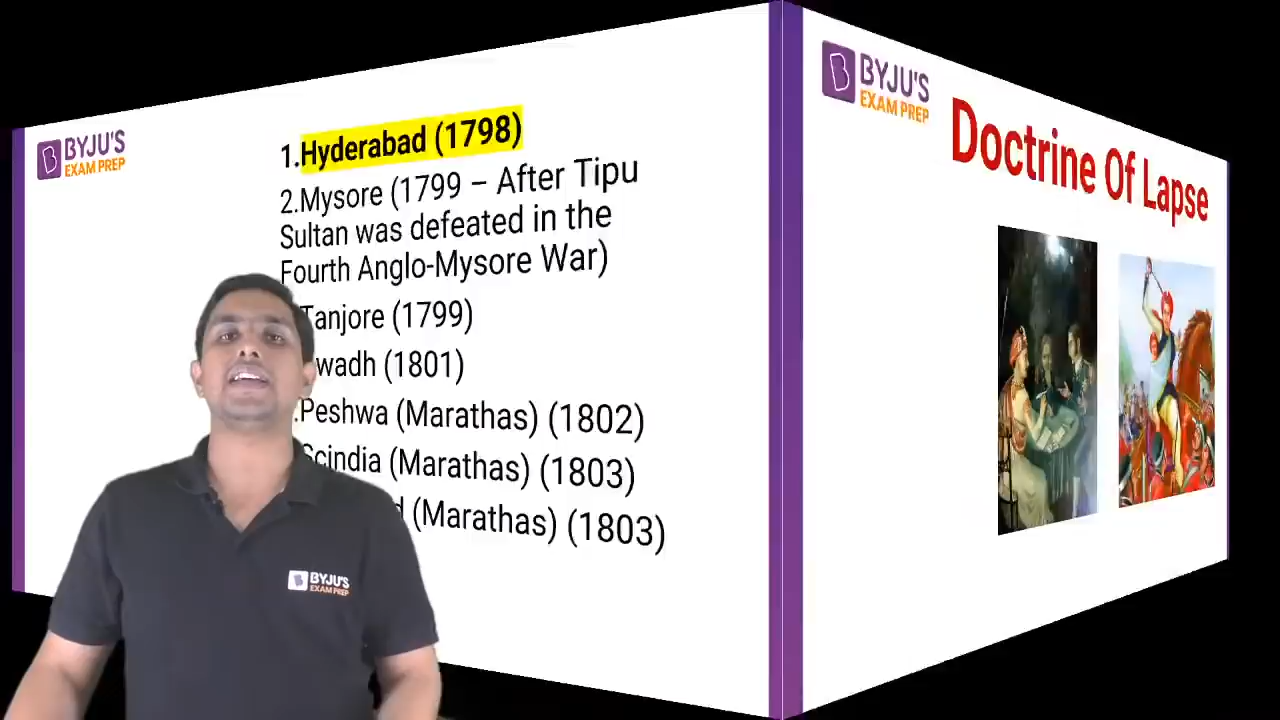 BYJU'S
EXAM PREP
1.Hyderabad (1798)
2.Mysore (1799 – After Tipu
Sultan was defeated in the
Fourth Anglo-Mysore War)
Tanjore (1799)
wadh (1801)
.Peshwa (Marathas) (1802)
Scindia (Marathas) (1803)
d (Marathas) (1803)
BYJU'S
EXAM PREP
BYJU'S
EXAM PREP
Doctrine Of Lapse